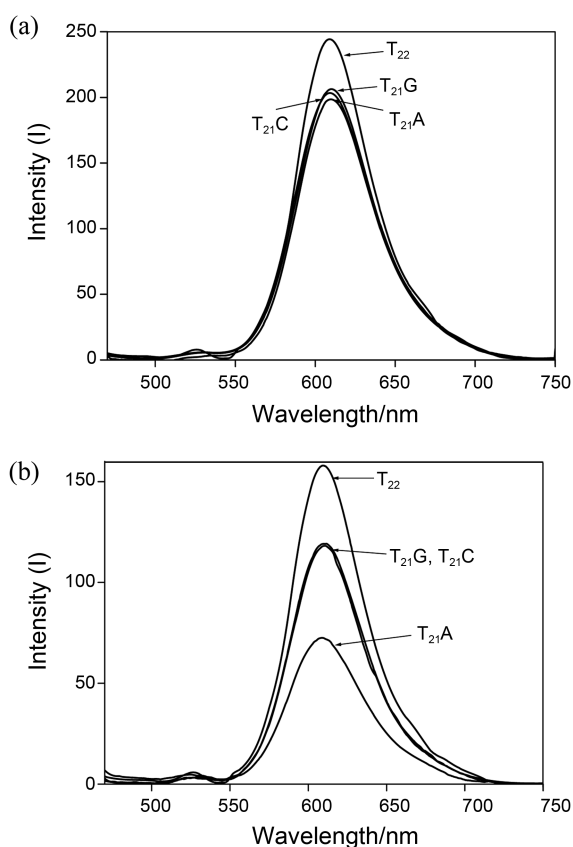 (a)
250
200
150
100
50
0
Intensity (I)
T₂₂
T₂₁G
T₂₁C
T₂₁A
500 550 600 650 700 750
Wavelength/nm
(b)
150
100
50
0
Intensity (I)
T₂₂
T₂₁G, T₂₁C
T₂₁A
500 550 600 650 700 750
Wavelength/nm